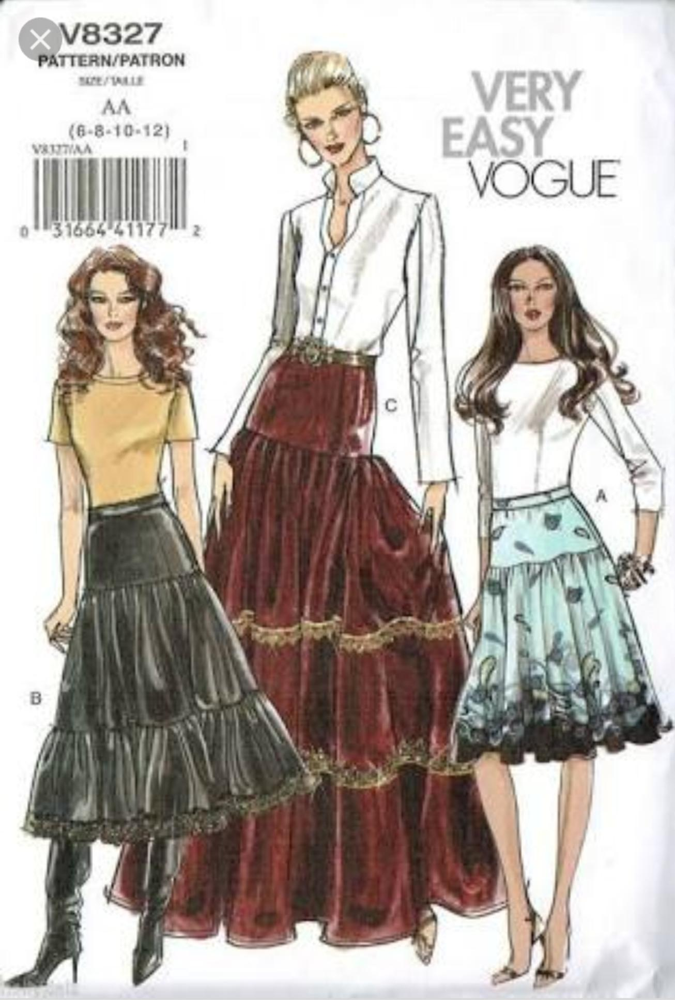 V8327
PATTERN/PATRON
SIZE/TAILLE
AA
(6-8-10-12)
V8327/AA 1
0 31664 41177 2
VERY
EASY
VOGUE
C
A
B